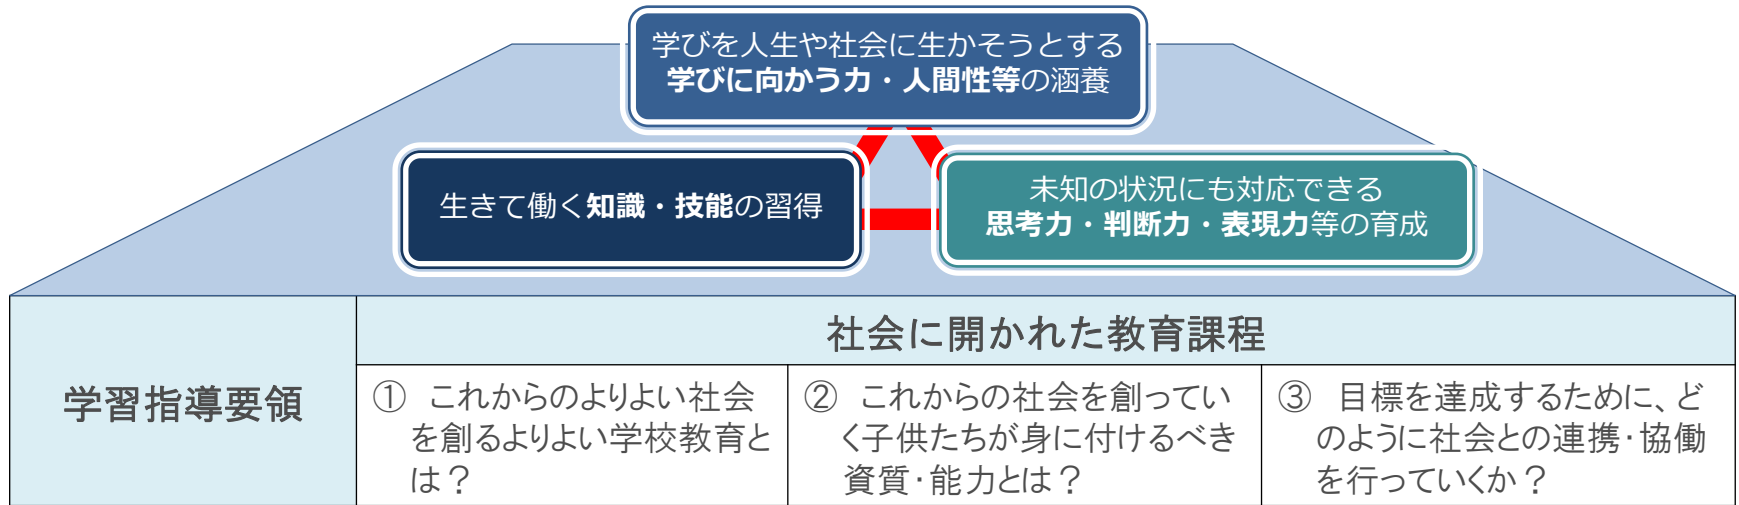 学びを人生や社会に生かそうとする
学びに向かう力・人間性等の涵養
生きて働く知識・技能の習得
未知の状況にも対応できる
思考力・判断力・表現力等の育成
学習指導要領
社会に開かれた教育課程
① これからのよりよい社会
を創るよりよい学校教育と
は？
② これからの社会を創ってい
く子供たちが身に付けるべき
資質・能力とは？
③ 目標を達成するために、ど
のように社会との連携・協働
を行っていくか？